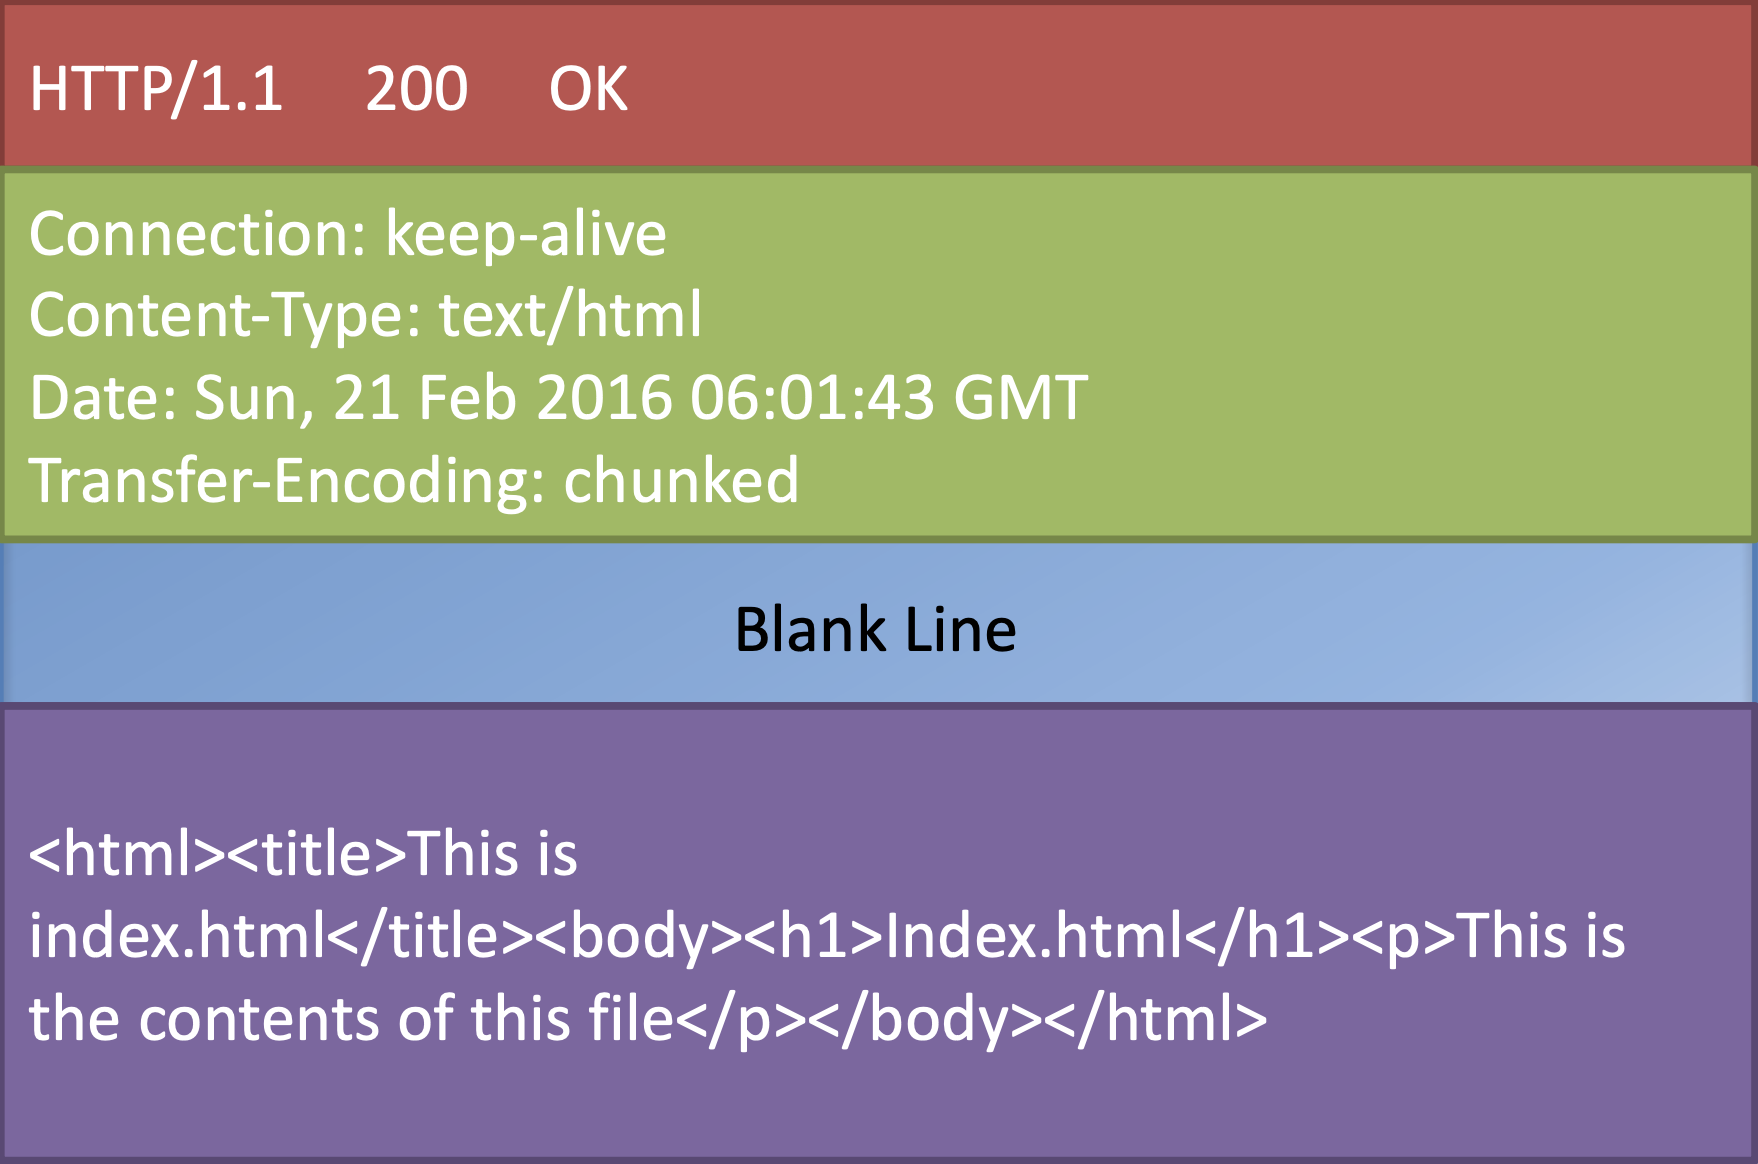 HTTP/1.1 200 OK
Connection: keep-alive
Content-Type: text/html
Date: Sun, 21 Feb 2016 06:01:43 GMT
Transfer-Encoding: chunked
Blank Line
<html><title>This is
index.html</title><body><h1>Index.html</h1><p>This is
the contents of this file</p></body></html>